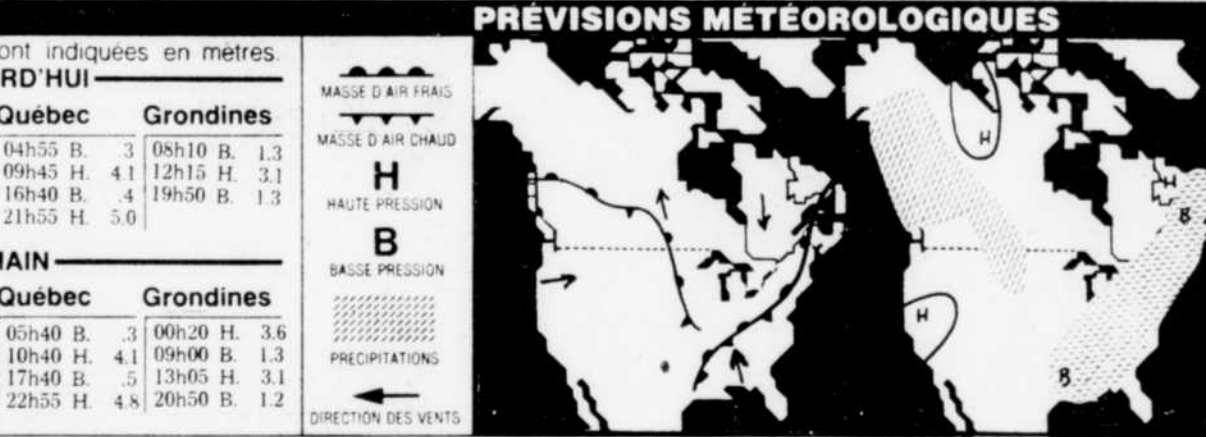 PRÉVISIONS MÉTÉOROLOGIQUES
ont indiquées en mètres.
RD'HUI
Québec Grondines
04h55 B. .3 08h10 B. 1.3
09h45 H. 4.1 12h15 H. 3.1
16h40 B. .4 19h50 B. 1.3
21h55 H. 5.0
AIN
Québec Grondines
05h40 B. .3 00h20 H. 3.6
10h40 H. 4.1 09h00 B. 1.3
17h40 B. .5 13h05 H. 3.1
22h55 H. 4.8 20h50 B. 1.2
MASSE D'AIR FRAIS
MASSE D'AIR CHAUD
H
HAUTE PRESSION
B
BASSE PRESSION
PRECIPITATIONS
DIRECTION DES VENTS
H
H
H
B
B